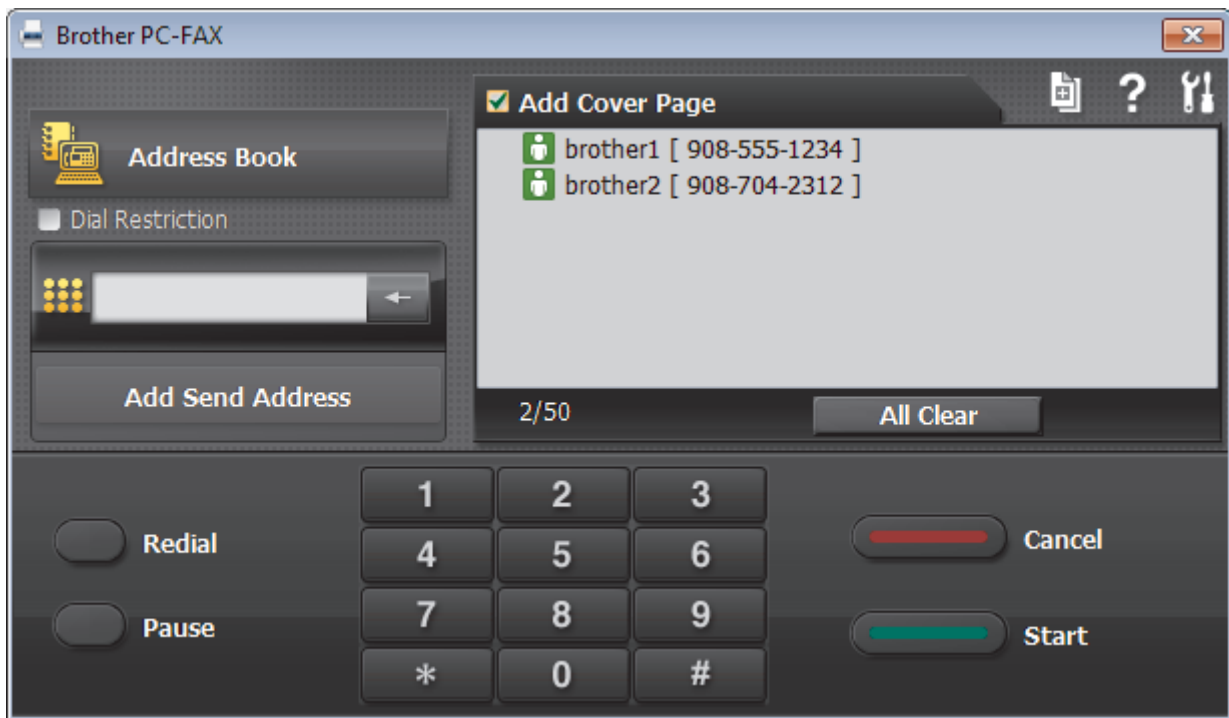 Brother PC-FAX
Address Book
Dial Restriction
Add Send Address
Add Cover Page
?
brother1 [ 908-555-1234 ]
brother2 [ 908-704-2312 ]
2/50
All Clear
Redial
Pause
1 2 3
4 5 6
7 8 9
* 0 #
Cancel
Start